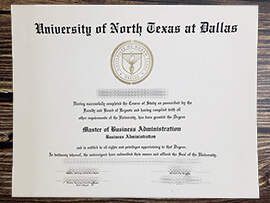 University of North Texas at Dallas
Having successfully completed the Course of Study as prescribed by the
Faculty and Board of Regents and having complied with all
other requirements of the University, has been granted the Degree
Master of Business Administration
Business Administration
and is entitled to all rights and privileges appertaining to that Degree.
In testimony whereof, the undersigned have subscribed their names and affixed the Seal of the University.